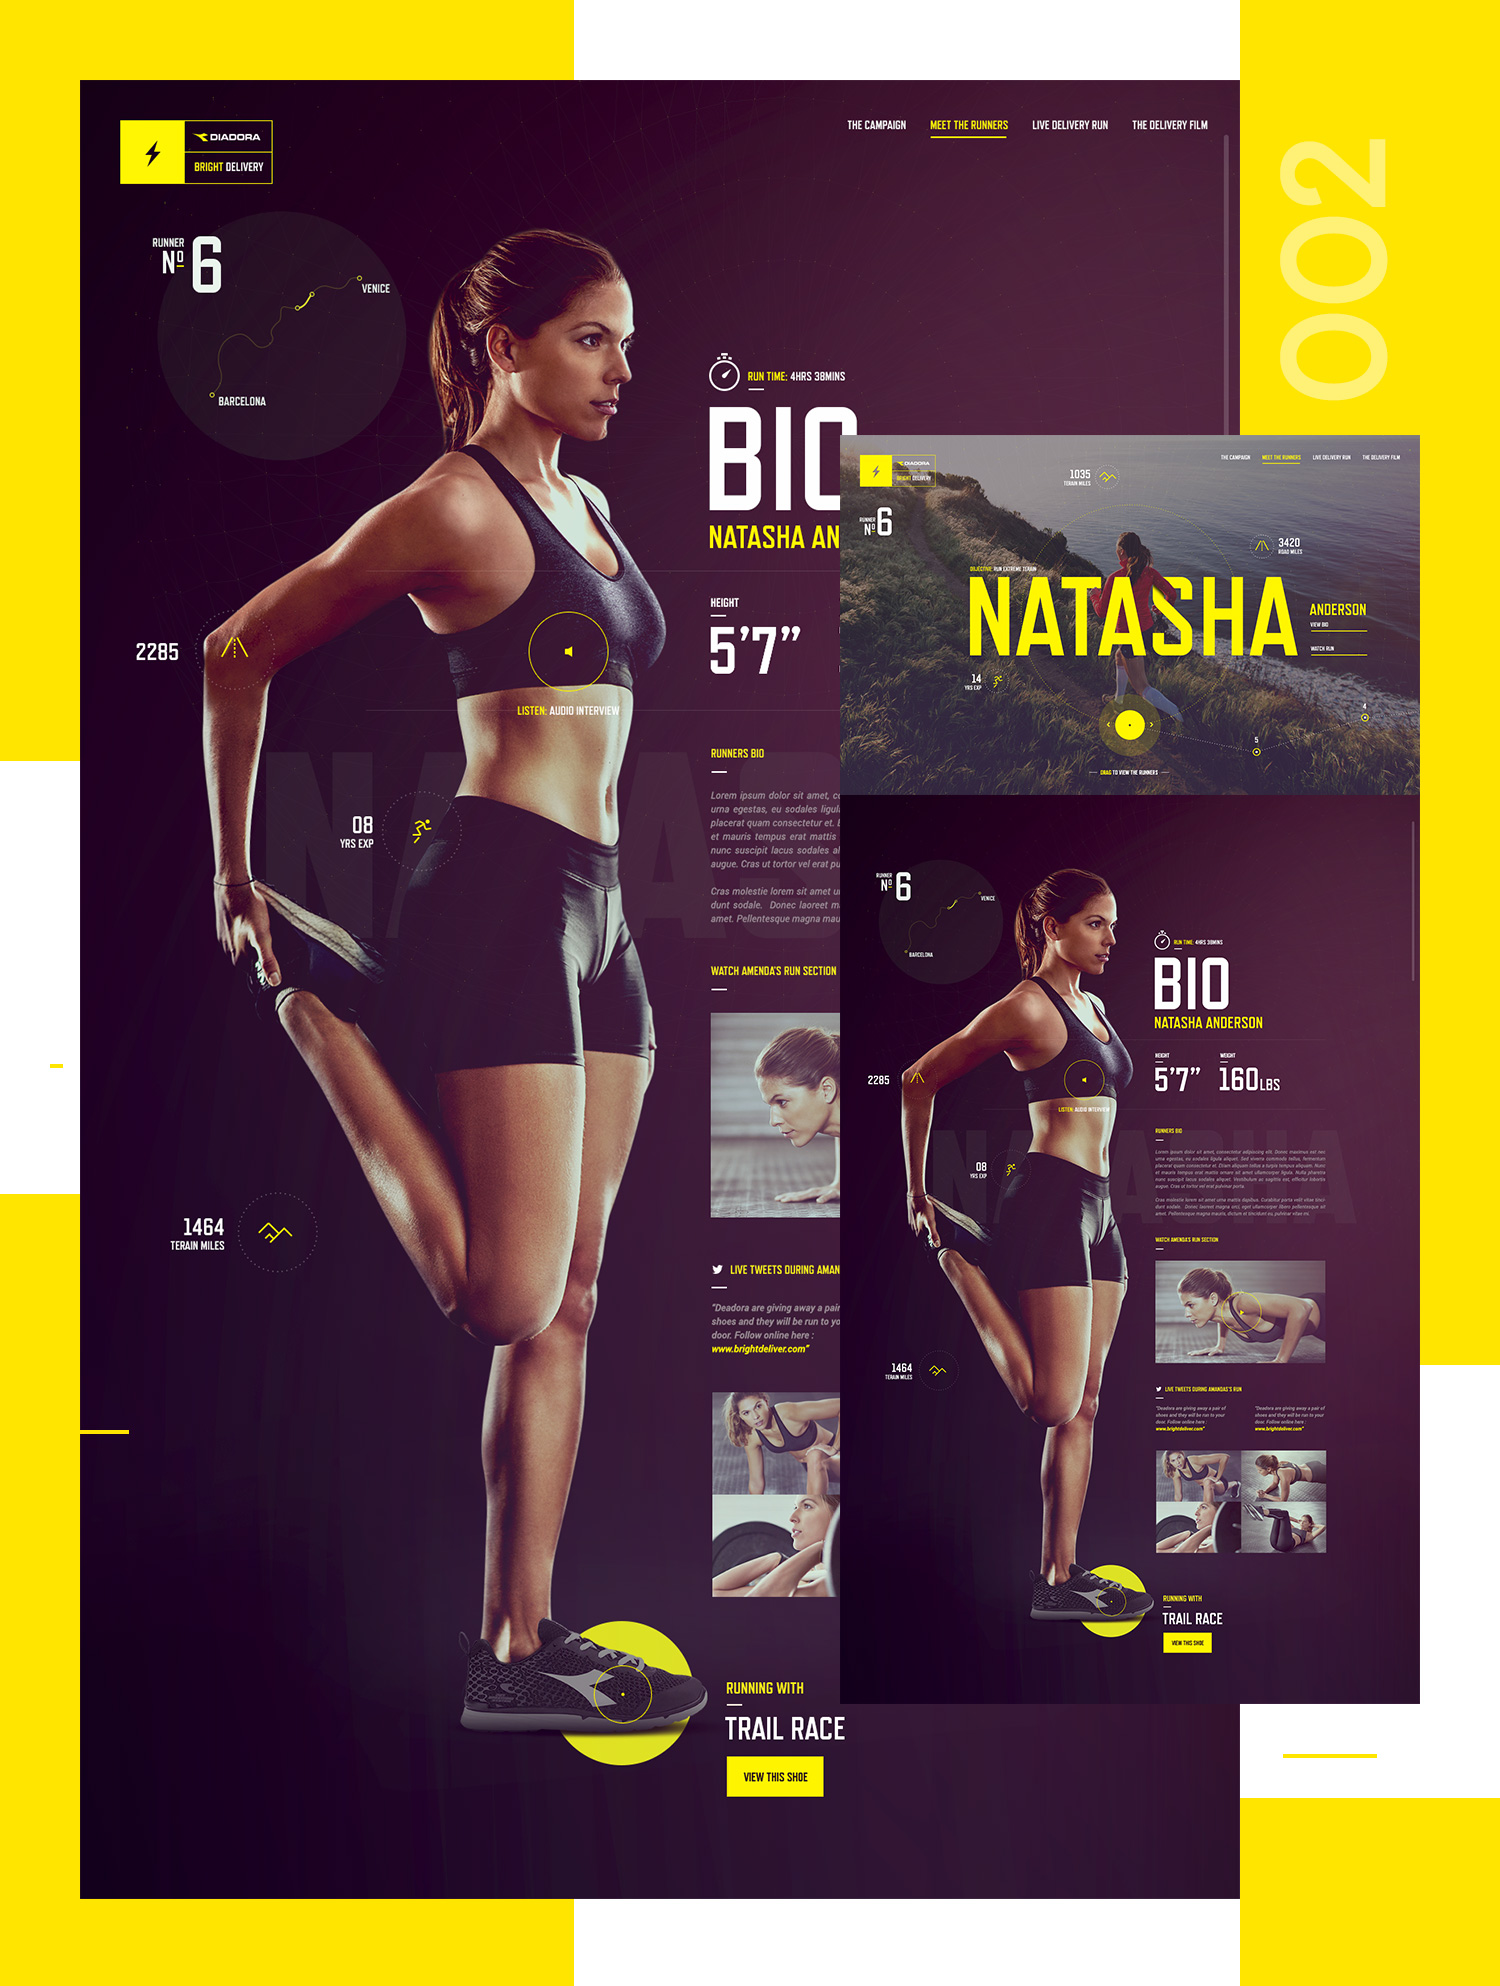 DIADORA
BRIGHT DELIVERY
THE CAMPAIGN
MEET THE RUNNERS
LIVE DELIVERY RUN
THE DELIVERY FILM
002
RUNNER
Nº 6
VENICE
BARCELONA
RUN TIME: 4HRS 38MINS
BIO
NATASHA AN
HEIGHT
5’7”
2285
LISTEN: AUDIO INTERVIEW
08
YRS EXP
NATASHA
RUNNERS BIO
Lorem ipsum dolor sit amet, co
urna egestas, eu sodales ligul
placerat quam consectetur et.
et mauris tempus erat mattis
nunc suscipit lacus sodales al
augue. Cras ut tortor vel erat pu
Cras molestie lorem sit amet u
dunt sodale. Donec laoreet m
amet. Pellentesque magna mau
WATCH AMENDA'S RUN SECTION
1464
TERAIN MILES
LIVE TWEETS DURING AMAN
“Deadora are giving away a pair
shoes and they will be run to yo
door. Follow online here :
www.brightdeliver.com”
RUNNING WITH
TRAIL RACE
VIEW THIS SHOE
DIADORA
BRIGHT DELIVERY
THE CAMPAIGN
MEET THE RUNNERS
LIVE DELIVERY RUN
THE DELIVERY FILM
1035
TERAIN MILES
RUNNER
Nº 6
3420
ROAD MILES
OBJECTIVE: RUN EXTREME TERAIN
NATASHA
ANDERSON
VIEW BIO
WATCH RUN
14
YRS EXP
4
5
DRAG TO VIEW THE RUNNERS
RUNNER
Nº 6
VENICE
BARCELONA
RUN TIME: 4HRS 38MINS
BIO
NATASHA ANDERSON
HEIGHT
WEIGHT
5’7”
160LBS
2285
LISTEN: AUDIO INTERVIEW
08
YRS EXP
NATASHA
RUNNERS BIO
WATCH AMENDA'S RUN SECTION
1464
TERAIN MILES
LIVE TWEETS DURING AMANDAS'S RUN
“Deadora are giving away a pair of
shoes and they will be run to your
door. Follow online here :
www.brightdeliver.com”
“Deadora are giving away a pair of
shoes and they will be run to your
door. Follow online here :
www.brightdeliver.com”
RUNNING WITH
TRAIL RACE
VIEW THIS SHOE